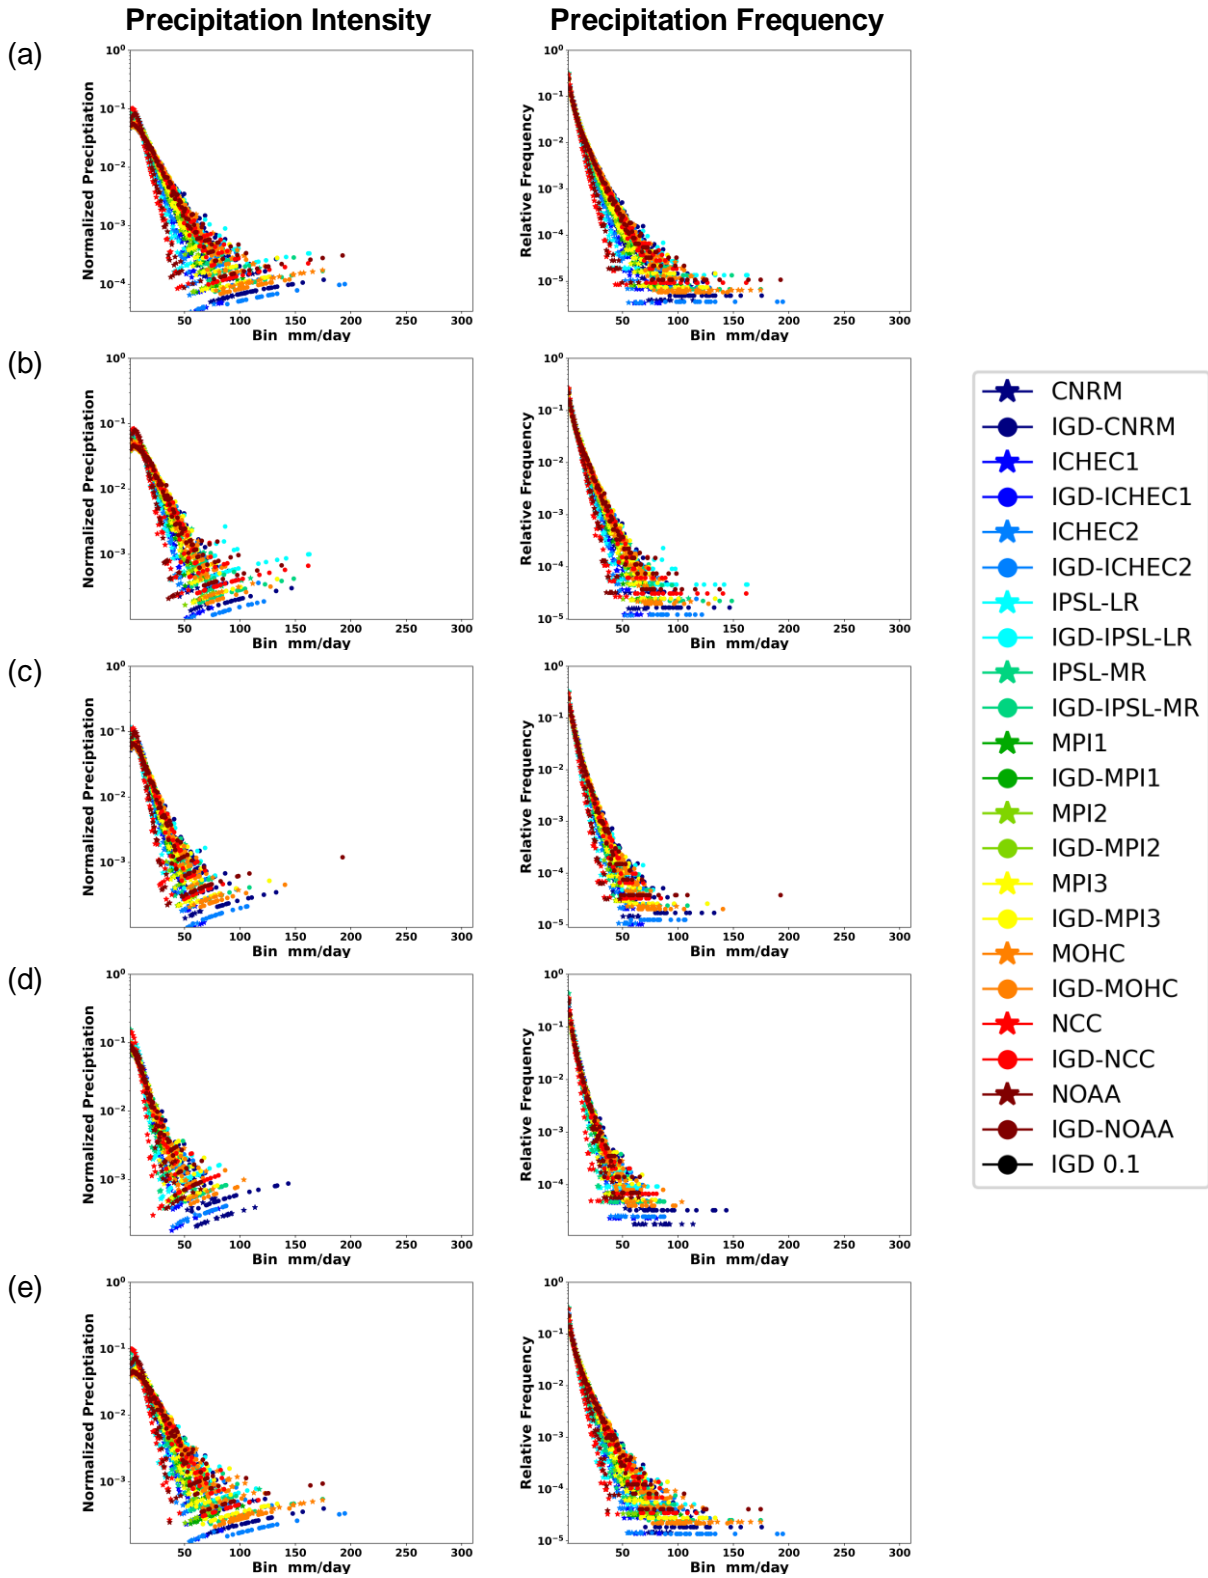 Precipitation Intensity Precipitation Frequency
(a)
Normalized Preciptiation
10⁰
10⁻¹
10⁻²
10⁻³
10⁻⁴
50 100 150 200 250 300
Bin mm/day
Relative Frequency
10⁰
10⁻¹
10⁻²
10⁻³
10⁻⁴
10⁻⁵
50 100 150 200 250 300
Bin mm/day
(b)
Normalized Preciptiation
10⁰
10⁻¹
10⁻²
10⁻³
50 100 150 200 250 300
Bin mm/day
Relative Frequency
10⁰
10⁻¹
10⁻²
10⁻³
10⁻⁴
10⁻⁵
50 100 150 200 250 300
Bin mm/day
(c)
Normalized Preciptiation
10⁰
10⁻¹
10⁻²
10⁻³
50 100 150 200 250 300
Bin mm/day
Relative Frequency
10⁰
10⁻¹
10⁻²
10⁻³
10⁻⁴
10⁻⁵
50 100 150 200 250 300
Bin mm/day
(d)
Normalized Preciptiation
10⁰
10⁻¹
10⁻²
10⁻³
50 100 150 200 250 300
Bin mm/day
Relative Frequency
10⁰
10⁻¹
10⁻²
10⁻³
10⁻⁴
50 100 150 200 250 300
Bin mm/day
(e)
Normalized Preciptiation
10⁰
10⁻¹
10⁻²
10⁻³
50 100 150 200 250 300
Bin mm/day
Relative Frequency
10⁰
10⁻¹
10⁻²
10⁻³
10⁻⁴
10⁻⁵
50 100 150 200 250 300
Bin mm/day
CNRM
IGD-CNRM
ICHEC1
IGD-ICHEC1
ICHEC2
IGD-ICHEC2
IPSL-LR
IGD-IPSL-LR
IPSL-MR
IGD-IPSL-MR
MPI1
IGD-MPI1
MPI2
IGD-MPI2
MPI3
IGD-MPI3
MOHC
IGD-MOHC
NCC
IGD-NCC
NOAA
IGD-NOAA
IGD 0.1